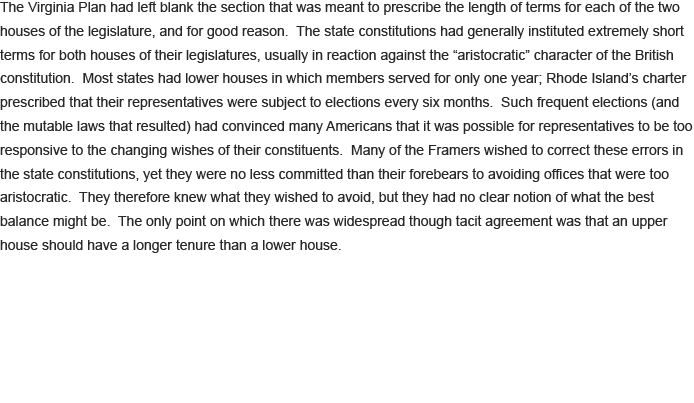 The Virginia Plan had left blank the section that was meant to prescribe the length of terms for each of the two
houses of the legislature, and for good reason.  The state constitutions had generally instituted extremely short
terms for both houses of their legislatures, usually in reaction against the “aristocratic” character of the British
constitution.  Most states had lower houses in which members served for only one year; Rhode Island’s charter
prescribed that their representatives were subject to elections every six months.  Such frequent elections (and
the mutable laws that resulted) had convinced many Americans that it was possible for representatives to be too
responsive to the changing wishes of their constituents.  Many of the Framers wished to correct these errors in
the state constitutions, yet they were no less committed than their forebears to avoiding offices that were too
aristocratic.  They therefore knew what they wished to avoid, but they had no clear notion of what the best
balance might be.  The only point on which there was widespread though tacit agreement was that an upper
house should have a longer tenure than a lower house.